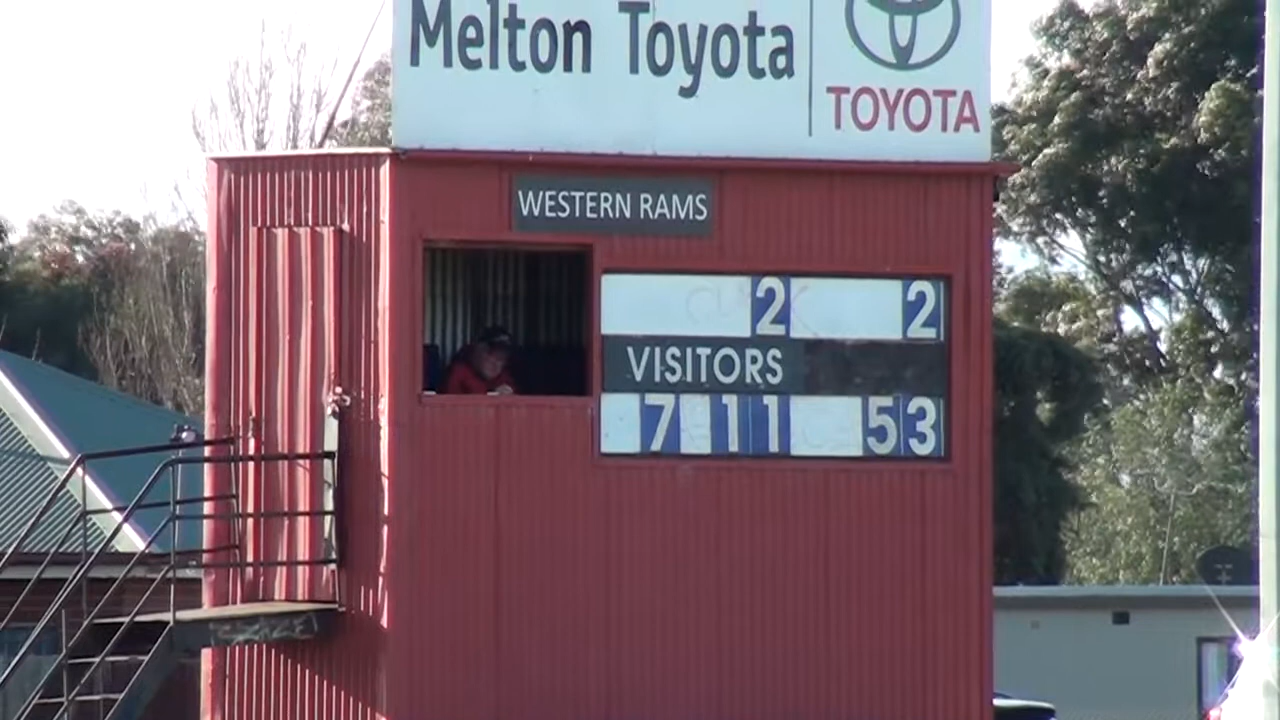 Melton Toyota
TOYOTA
WESTERN RAMS
2 2
VISITORS
7 11 53